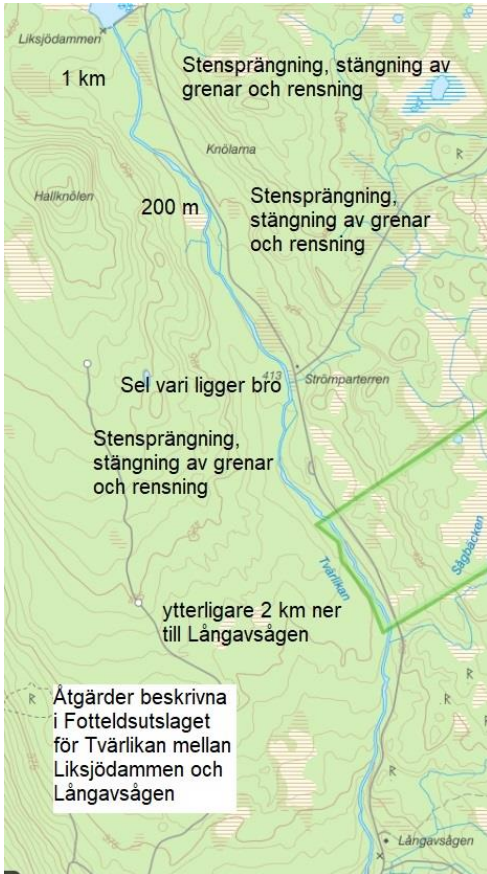 Liksjödammen
1 km
Stensprängning, stängning av
grenar och rensning
Knölarna
Hallknölen
200 m
Stensprängning,
stängning av grenar
och rensning
R
413
Strömparterren
Sel vari ligger bro
Stensprängning,
stängning av grenar
och rensning
Tvärlikan
Sågbäcken
ytterligare 2 km ner
till Långavsågen
Åtgärder beskrivna
i Fotteldsutslaget
för Tvärlikan mellan
Liksjödammen och
Långavsågen
R
R
R
R
Långavsågen